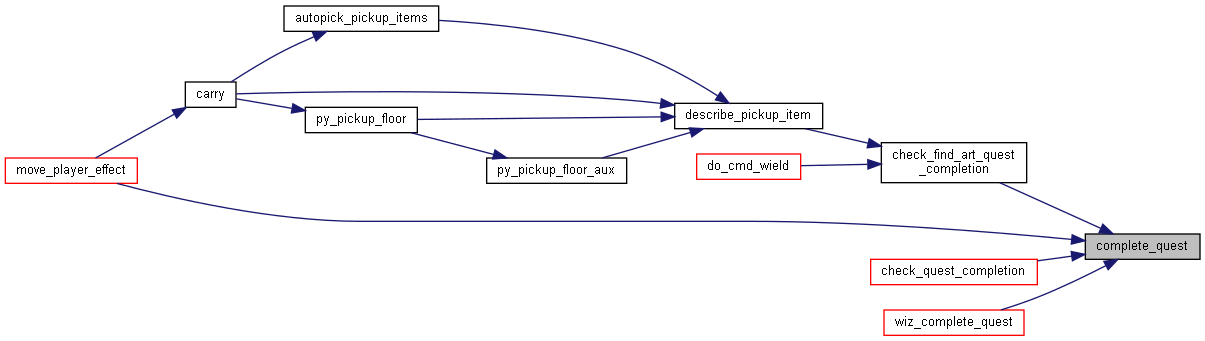 autopick_pickup_items
carry
describe_pickup_item
py_pickup_floor
check_find_art_quest
_completion
move_player_effect
py_pickup_floor_aux
do_cmd_wield
complete_quest
check_quest_completion
wiz_complete_quest